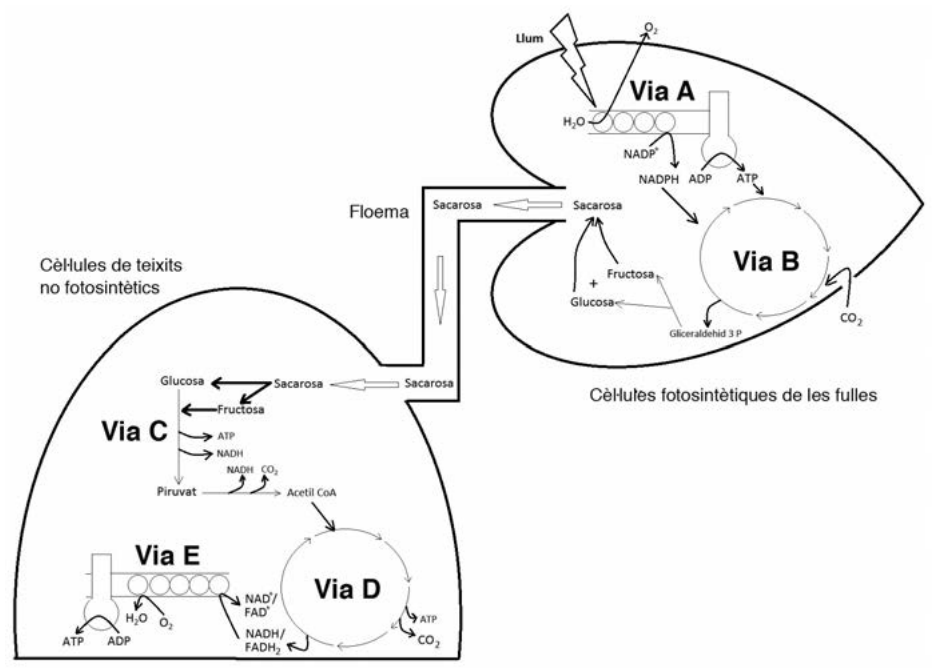 Llum
O2
Via A
H2O
NADP+
NADPH
ADP
ATP
Floema
Sacarosa
Sacarosa
Via B
Fructosa
+
Glucosa
Gliceraldehid 3 P
CO2
Cèl·lules fotosintètiques de les fulles
Cèl·lules de teixits
no fotosintètics
Glucosa
Sacarosa
Sacarosa
Fructosa
Via C
ATP
NADH
NADH
CO2
Piruvat
Acetil CoA
Via E
Via D
H2O
O2
NAD+/
FAD+
ATP
ADP
NADH/
FADH2
ATP
CO2